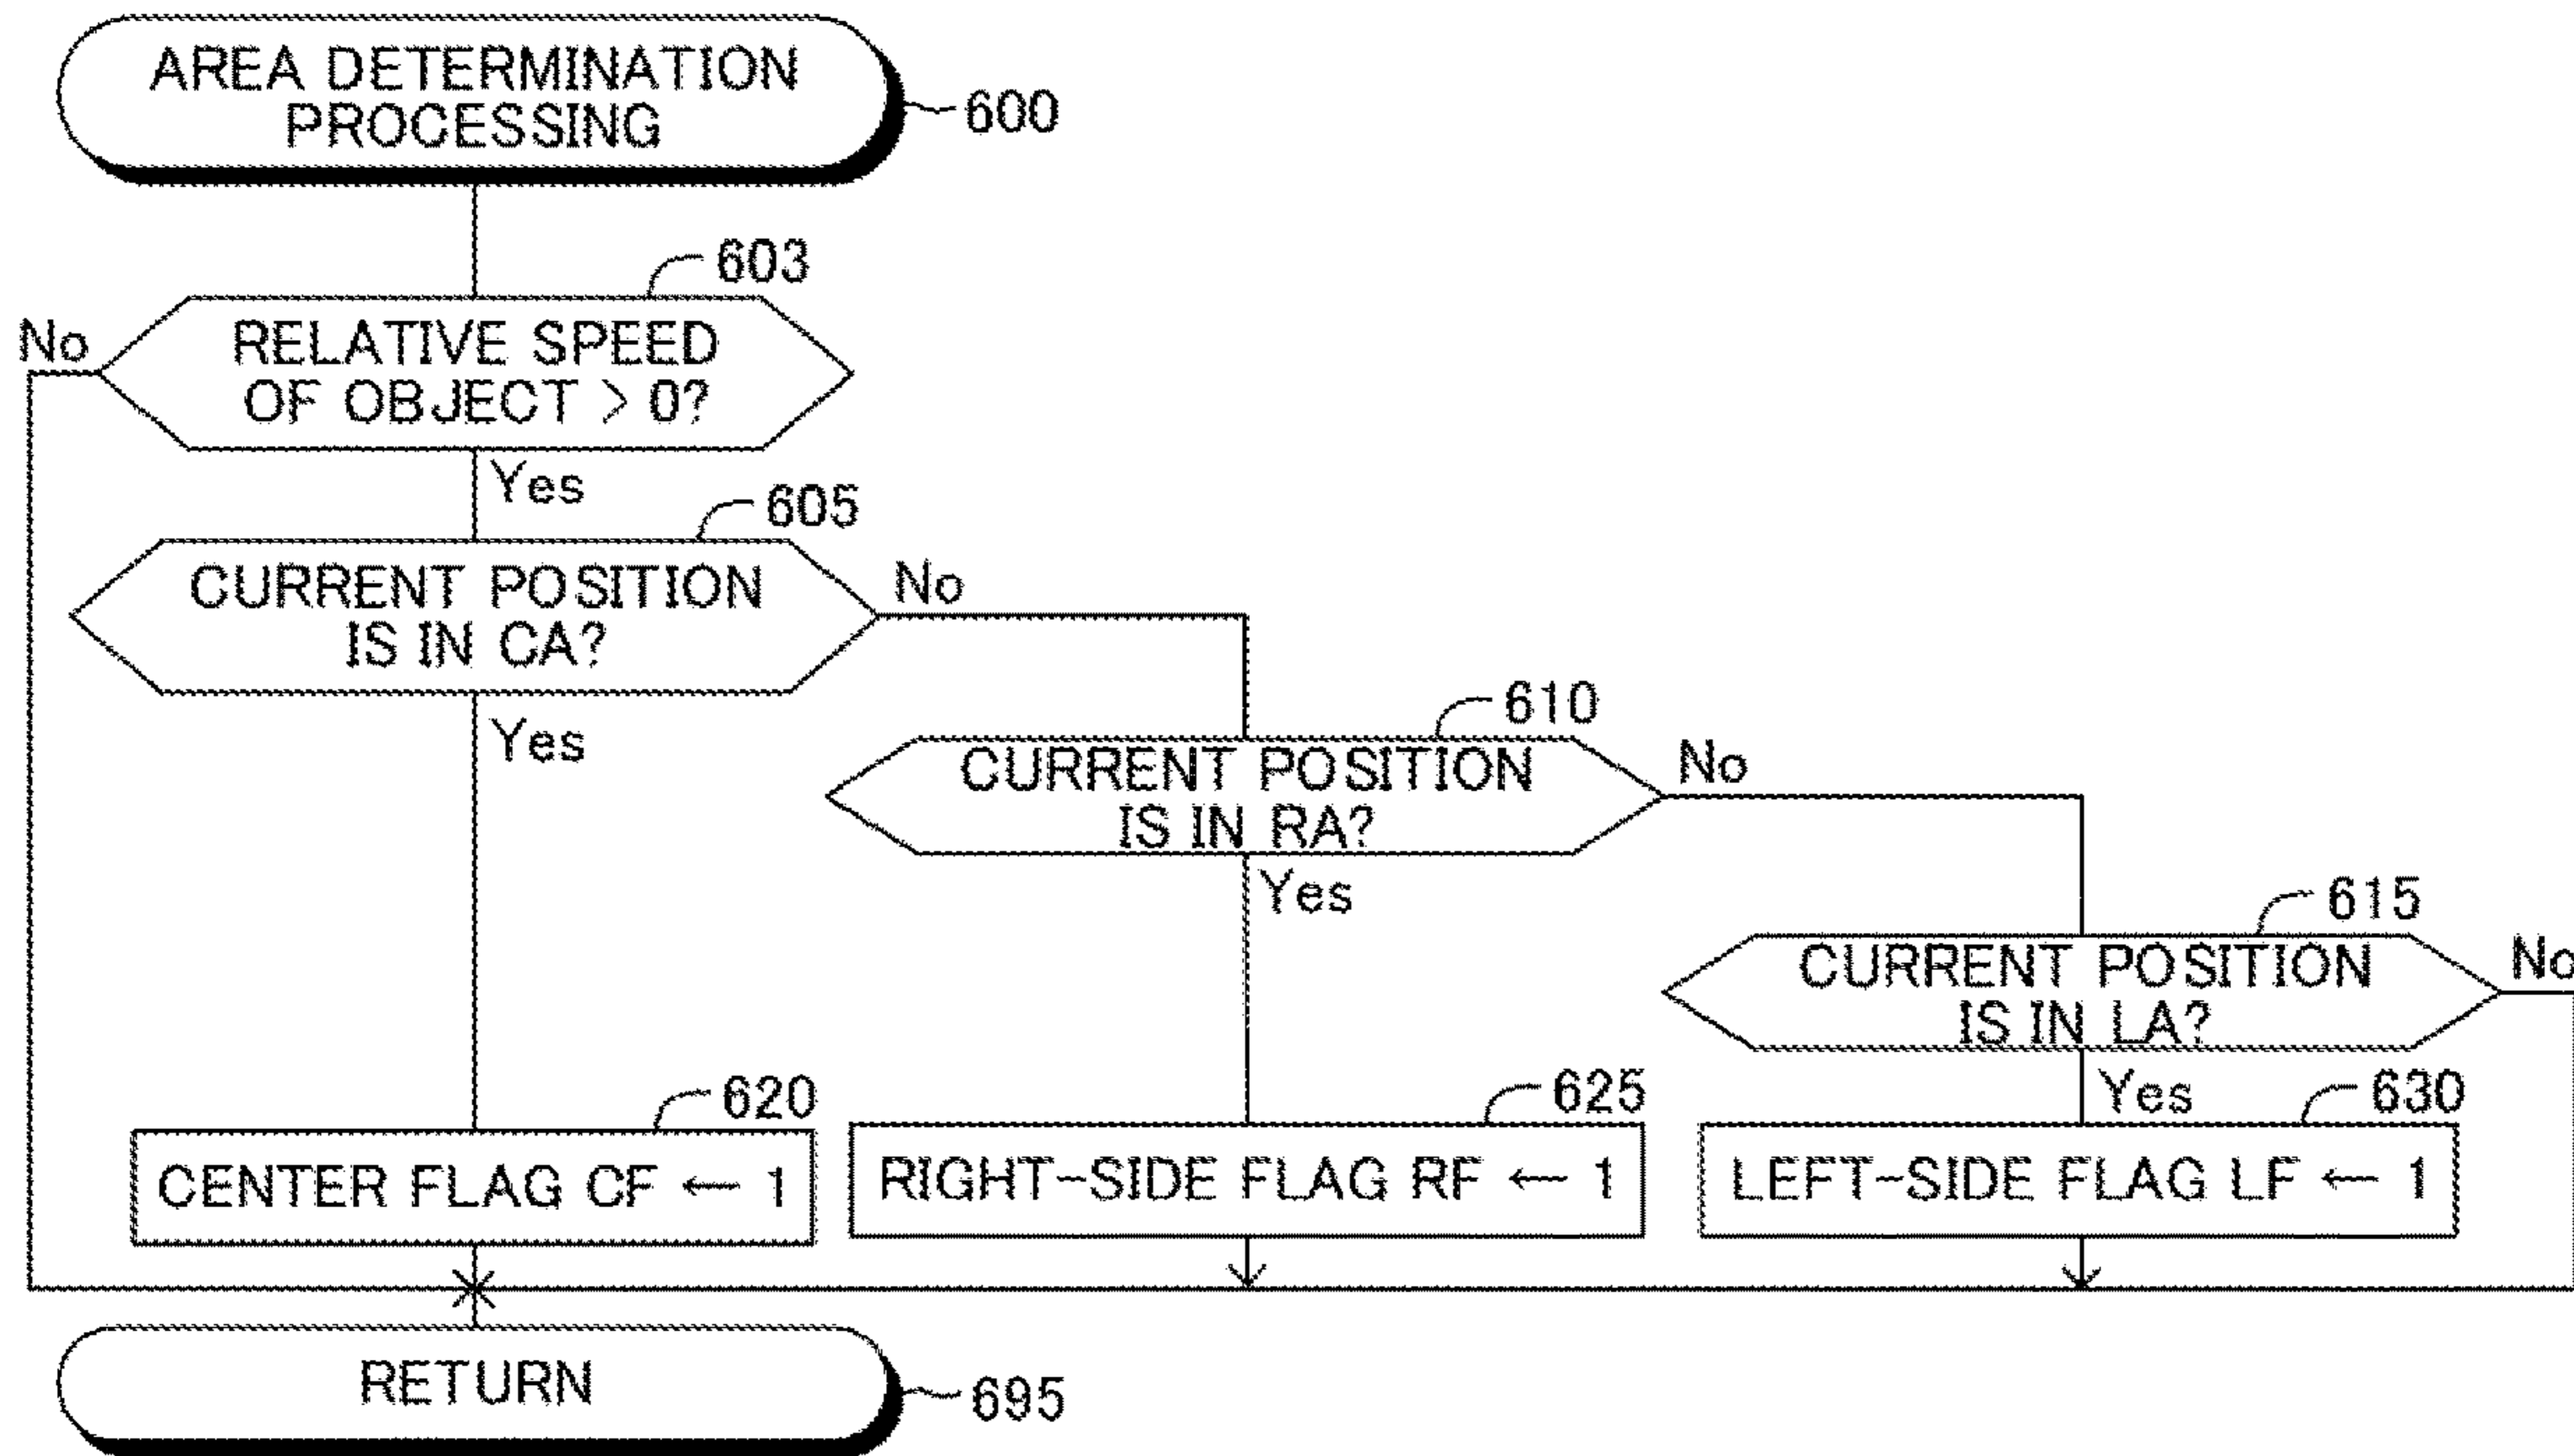 AREA DETERMINATION
PROCESSING
600
603
No
RELATIVE SPEED
OF OBJECT > 0?
Yes
605
CURRENT POSITION
IS IN CA?
No
Yes
610
CURRENT POSITION
IS IN RA?
No
Yes
615
CURRENT POSITION
IS IN LA?
No
Yes
620
CENTER FLAG CF ← 1
625
RIGHT-SIDE FLAG RF ← 1
630
LEFT-SIDE FLAG LF ← 1
RETURN
695